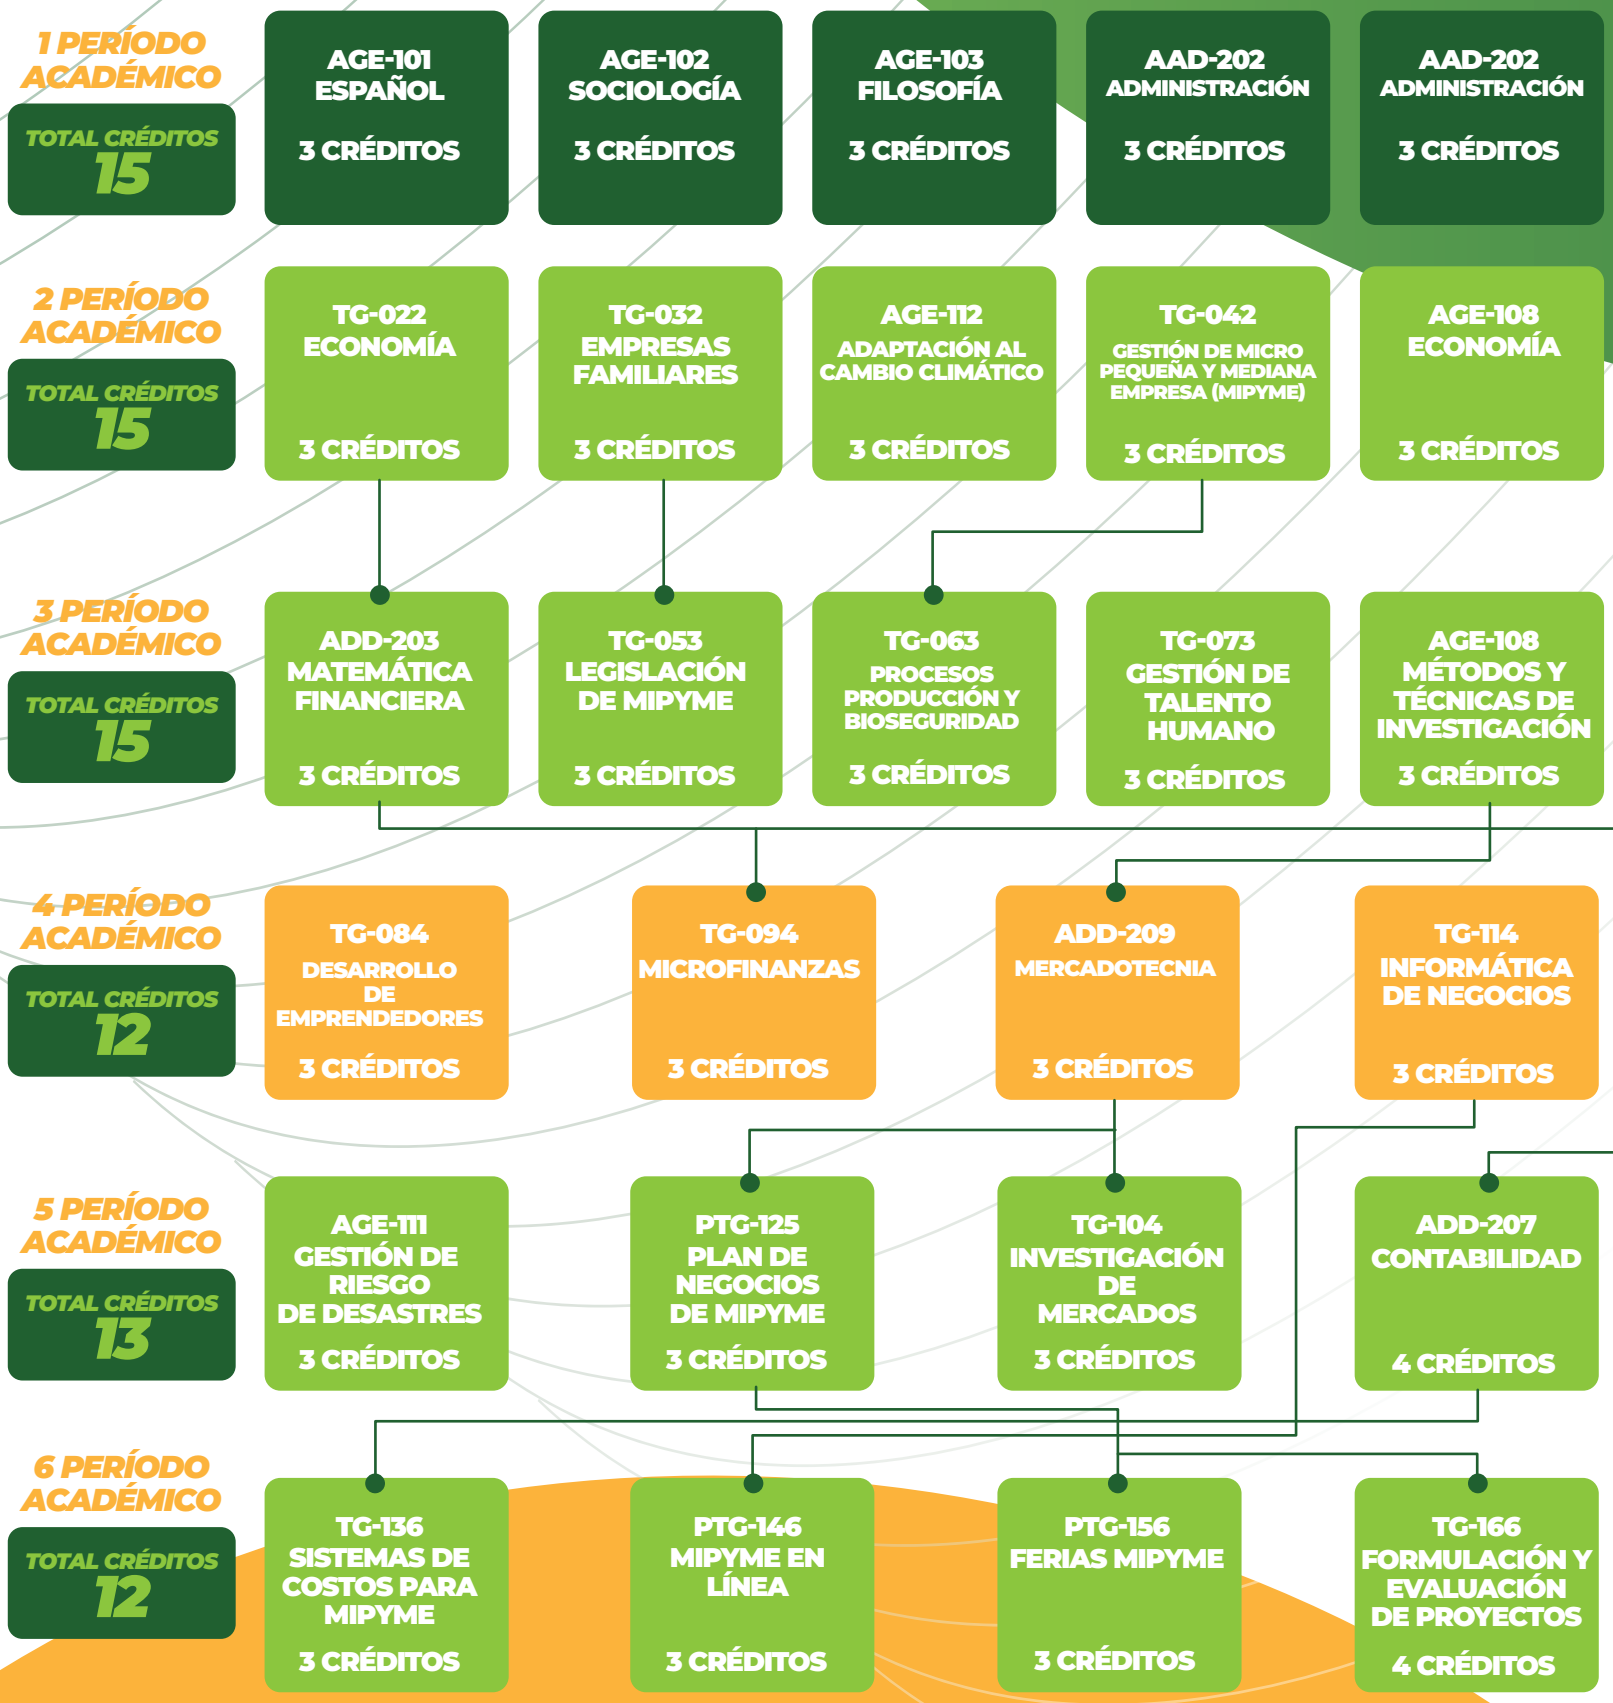 1 PERÍODO
ACADÉMICO
TOTAL CRÉDITOS
15
AGE-101
ESPAÑOL
3 CRÉDITOS
AGE-102
SOCIOLOGÍA
3 CRÉDITOS
AGE-103
FILOSOFÍA
3 CRÉDITOS
AAD-202
ADMINISTRACIÓN
3 CRÉDITOS
AAD-202
ADMINISTRACIÓN
3 CRÉDITOS
2 PERÍODO
ACADÉMICO
TOTAL CRÉDITOS
15
TG-022
ECONOMÍA
3 CRÉDITOS
TG-032
EMPRESAS
FAMILIARES
3 CRÉDITOS
AGE-112
ADAPTACIÓN AL
CAMBIO CLIMÁTICO
3 CRÉDITOS
TG-042
GESTIÓN DE MICRO
PEQUEÑA Y MEDIANA
EMPRESA (MIPYME)
3 CRÉDITOS
AGE-108
ECONOMÍA
3 CRÉDITOS
3 PERÍODO
ACADÉMICO
TOTAL CRÉDITOS
15
ADD-203
MATEMÁTICA
FINANCIERA
3 CRÉDITOS
TG-053
LEGISLACIÓN
DE MIPYME
3 CRÉDITOS
TG-063
PROCESOS
PRODUCCIÓN Y
BIOSEGURIDAD
3 CRÉDITOS
TG-073
GESTIÓN DE
TALENTO
HUMANO
3 CRÉDITOS
AGE-108
MÉTODOS Y
TÉCNICAS DE
INVESTIGACIÓN
3 CRÉDITOS
4 PERÍODO
ACADÉMICO
TOTAL CRÉDITOS
12
TG-084
DESARROLLO
DE
EMPRENDEDORES
3 CRÉDITOS
TG-094
MICROFINANZAS
3 CRÉDITOS
ADD-209
MERCADOTECNIA
3 CRÉDITOS
TG-114
INFORMÁTICA
DE NEGOCIOS
3 CRÉDITOS
5 PERÍODO
ACADÉMICO
TOTAL CRÉDITOS
13
AGE-111
GESTIÓN DE
RIESGO
DE DESASTRES
3 CRÉDITOS
PTG-125
PLAN DE
NEGOCIOS
DE MIPYME
3 CRÉDITOS
TG-104
INVESTIGACIÓN
DE
MERCADOS
3 CRÉDITOS
ADD-207
CONTABILIDAD
4 CRÉDITOS
6 PERÍODO
ACADÉMICO
TOTAL CRÉDITOS
12
TG-136
SISTEMAS DE
COSTOS PARA
MIPYME
3 CRÉDITOS
PTG-146
MIPYME EN
LÍNEA
3 CRÉDITOS
PTG-156
FERIAS MIPYME
3 CRÉDITOS
TG-166
FORMULACIÓN Y
EVALUACIÓN
DE PROYECTOS
4 CRÉDITOS